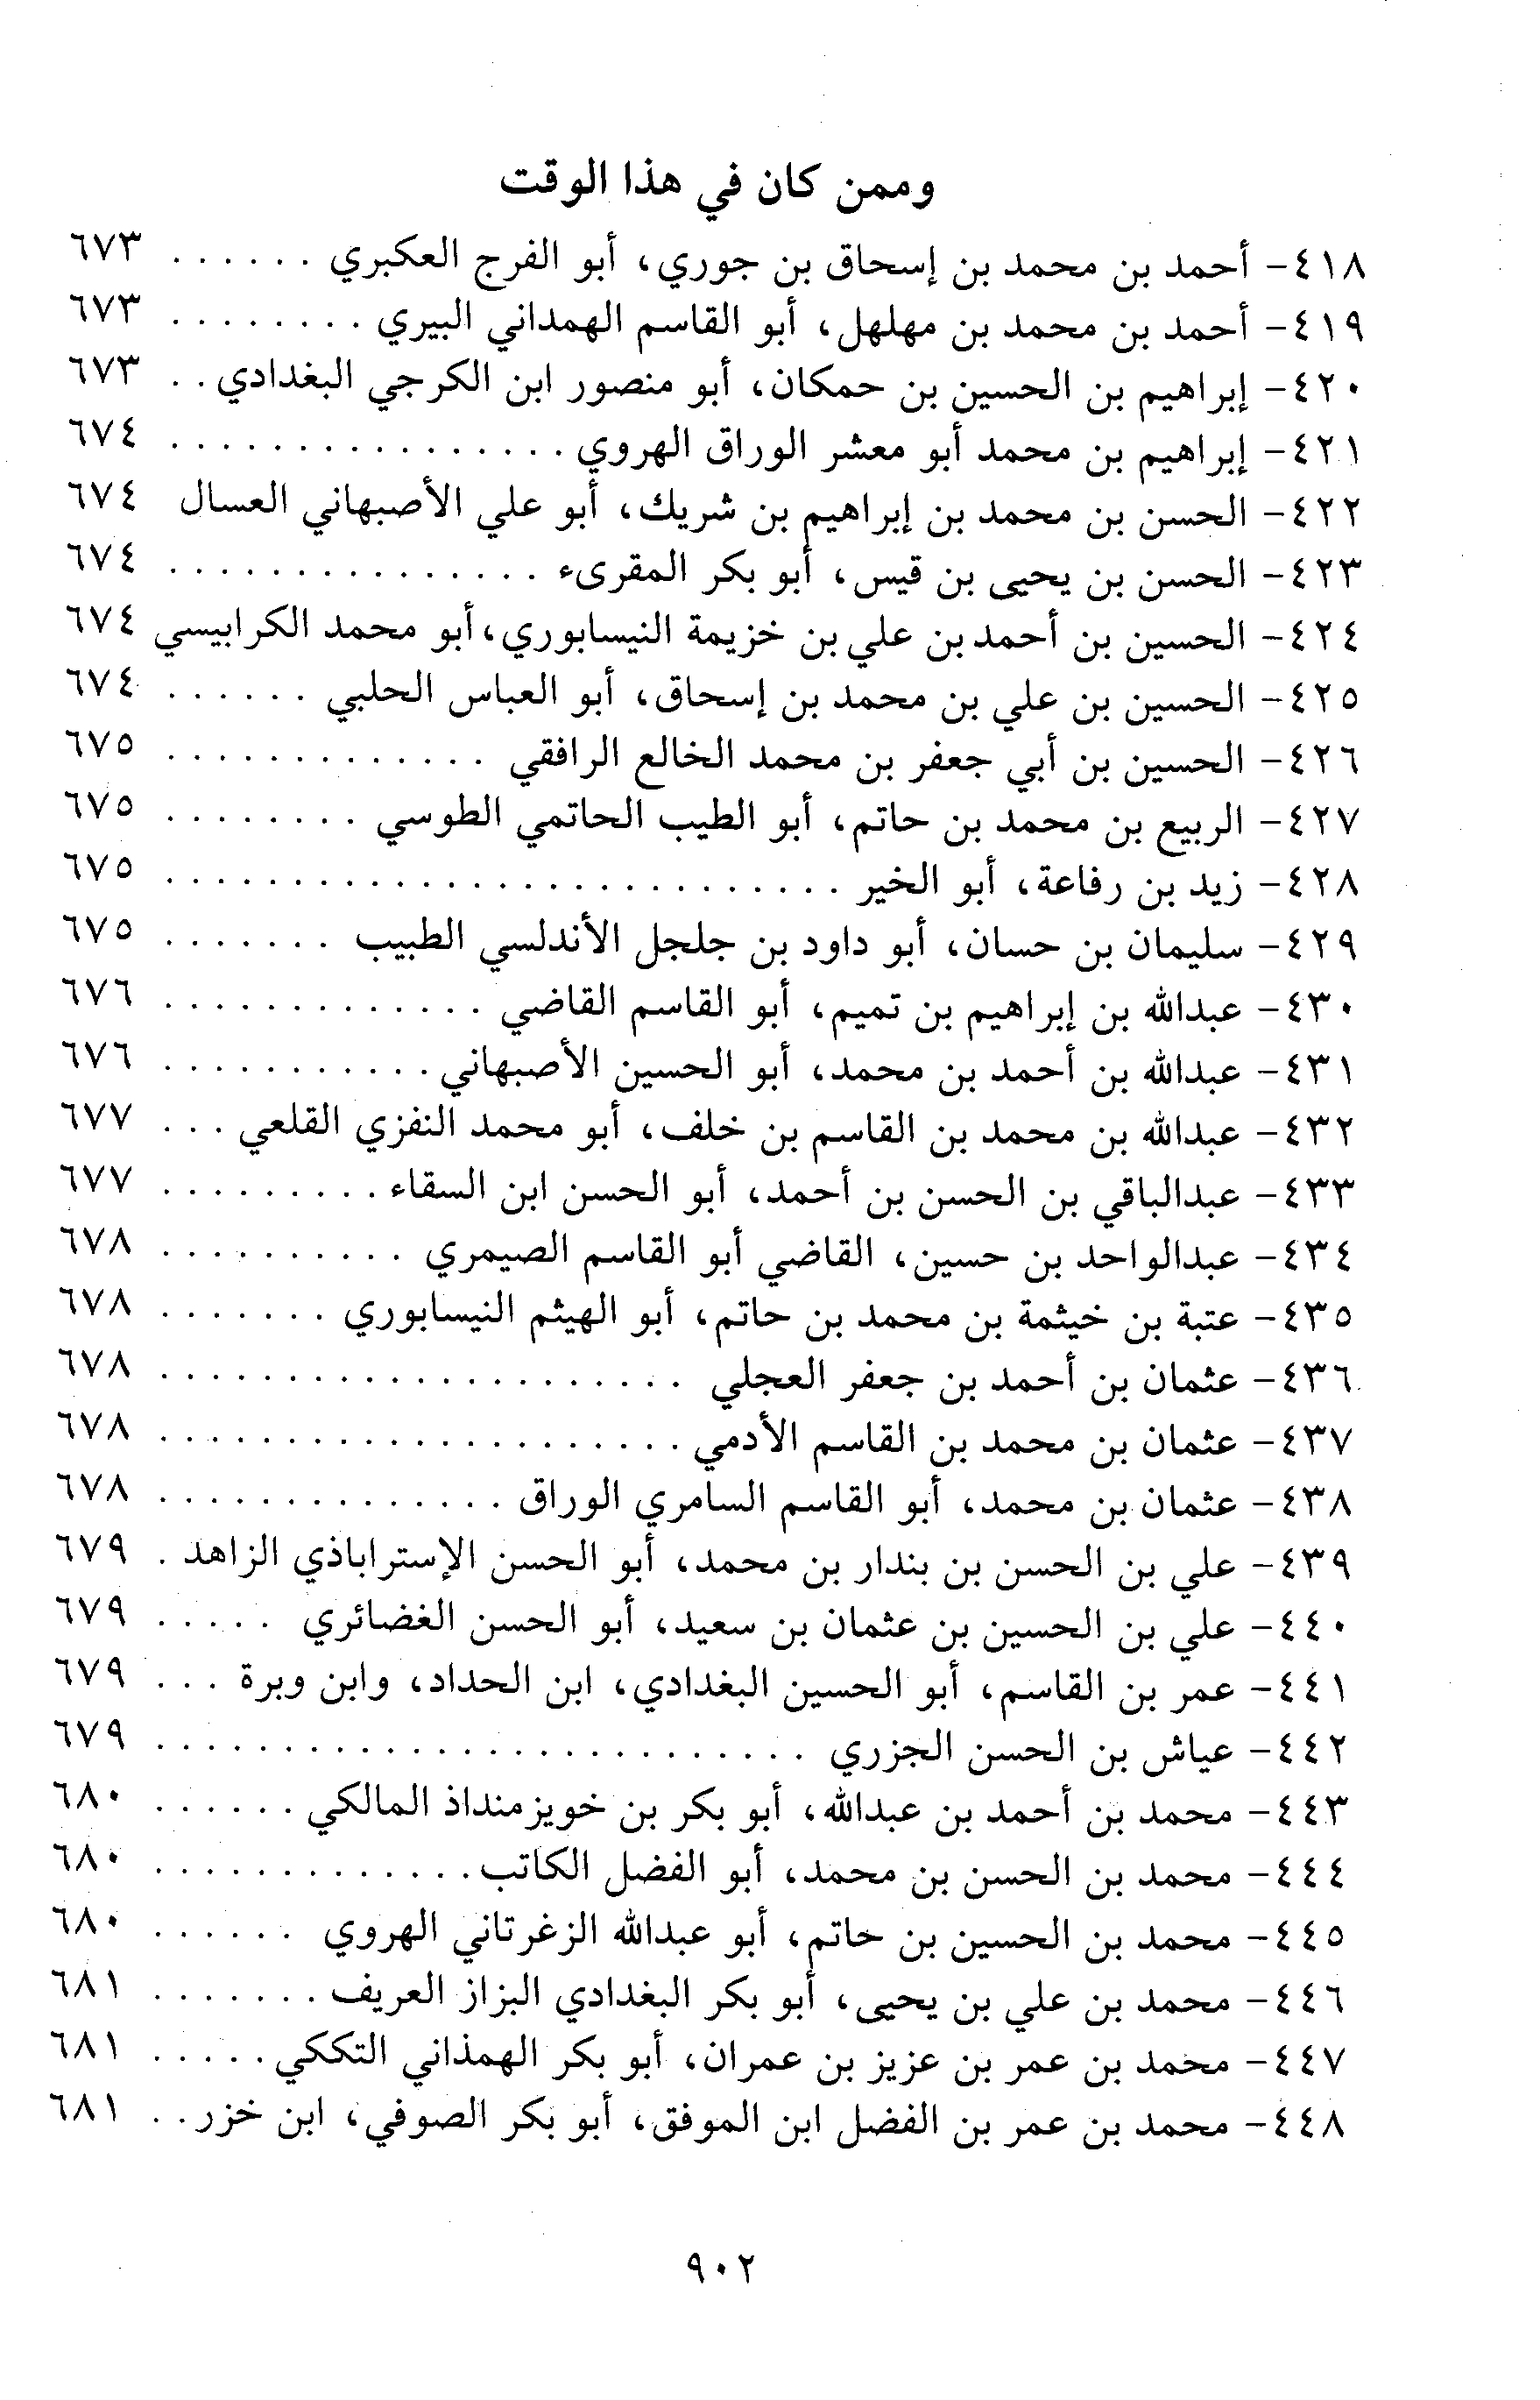 وممن كان في هذا الوقت
٤١٨- أحمد بن محمد بن إسحاق بن جوري، أبو الفرج العكبري . . . . . . ٦٧٣
٤١٩- أحمد بن محمد بن مهلهل، أبو القاسم الهمداني البيري . . . . . . . . ٦٧٣
٤٢٠- إبراهيم بن الحسين بن حمكان، أبو منصور ابن الكرجي البغدادي . . ٦٧٣
٤٢١- إبراهيم بن محمد أبو معشر الوراق الهروي . . . . . . . . . . . . . . . . ٦٧٤
٤٢٢- الحسن بن محمد بن إبراهيم بن شريك، أبو علي الأصبهاني العسال ٦٧٤
٤٢٣- الحسن بن يحيى بن قيس، أبو بكر المقرىء . . . . . . . . . . . . . . . ٦٧٤
٤٢٤- الحسين بن أحمد بن علي بن خزيمة النيسابوري، أبو محمد الكرابيسي ٦٧٤
٤٢٥- الحسين بن علي بن محمد بن إسحاق، أبو العباس الحلبي . . . . . . ٦٧٤
٤٢٦- الحسين بن أبي جعفر بن محمد الخالع الرافقي . . . . . . . . . . . . . ٦٧٥
٤٢٧- الربيع بن محمد بن حاتم، أبو الطيب الحاتمي الطوسي . . . . . . . . ٦٧٥
٤٢٨- زيد بن رفاعة، أبو الخير . . . . . . . . . . . . . . . . . . . . . . . . . . . ٦٧٥
٤٢٩- سليمان بن حسان، أبو داود بن جلجل الأندلسي الطبيب . . . . . . . ٦٧٥
٤٣٠- عبدالله بن إبراهيم بن تميم، أبو القاسم القاضي . . . . . . . . . . . . . ٦٧٦
٤٣١- عبدالله بن أحمد بن محمد، أبو الحسين الأصبهاني . . . . . . . . . . . ٦٧٦
٤٣٢- عبدالله بن محمد بن القاسم بن خلف، أبو محمد النفزي القلعي . . . ٦٧٧
٤٣٣- عبدالباقي بن الحسن بن أحمد، أبو الحسن ابن السقاء . . . . . . . . . ٦٧٧
٤٣٤- عبدالواحد بن حسين، القاضي أبو القاسم الصيمري . . . . . . . . . . ٦٧٨
٤٣٥- عتبة بن خيثمة بن محمد بن حاتم، أبو الهيثم النيسابوري . . . . . . . ٦٧٨
٤٣٦- عثمان بن أحمد بن جعفر العجلي . . . . . . . . . . . . . . . . . . . . . ٦٧٨
٤٣٧- عثمان بن محمد بن القاسم الأدمي . . . . . . . . . . . . . . . . . . . . . ٦٧٨
٤٣٨- عثمان بن محمد، أبو القاسم السامري الوراق . . . . . . . . . . . . . . ٦٧٨
٤٣٩- علي بن الحسن بن بندار بن محمد، أبو الحسن الإستراباذي الزاهد . ٦٧٩
٤٤٠- علي بن الحسين بن عثمان بن سعيد، أبو الحسن الغضائري . . . . . ٦٧٩
٤٤١- عمر بن القاسم، أبو الحسين البغدادي، ابن الحداد، وابن وبرة . . . ٦٧٩
٤٤٢- عياش بن الحسن الجزري . . . . . . . . . . . . . . . . . . . . . . . . . . ٦٧٩
٤٤٣- محمد بن أحمد بن عبدالله، أبو بكر بن خويزمنداذ المالكي . . . . . . ٦٨٠
٤٤٤- محمد بن الحسن بن محمد، أبو الفضل الكاتب . . . . . . . . . . . . . ٦٨٠
٤٤٥- محمد بن الحسين بن حاتم، أبو عبدالله الزغرتاني الهروي . . . . . . ٦٨٠
٤٤٦- محمد بن علي بن يحيى، أبو بكر البغدادي البزاز العريف . . . . . . . ٦٨١
٤٤٧- محمد بن عمر بن عزيز بن عمران، أبو بكر الهمذاني التككي . . . . . ٦٨١
٤٤٨- محمد بن عمر بن الفضل ابن الموفق، أبو بكر الصوفي، ابن خزر . . ٦٨١
٩٠٢